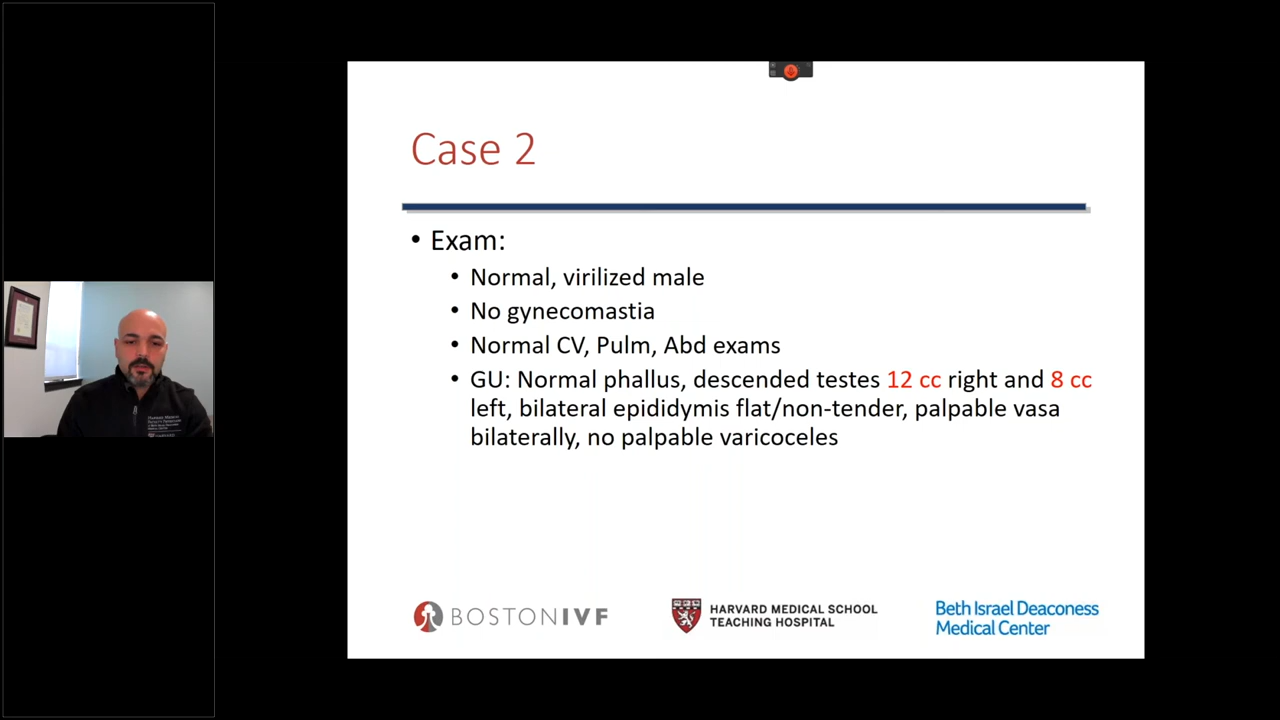 Case 2
• Exam:
• Normal, virilized male
• No gynecomastia
• Normal CV, Pulm, Abd exams
• GU: Normal phallus, descended testes 12 cc right and 8 cc
left, bilateral epididymis flat/non-tender, palpable vasa
bilaterally, no palpable varicoceles
BOSTONIVF
HARVARD MEDICAL SCHOOL
TEACHING HOSPITAL
Beth Israel Deaconess
Medical Center